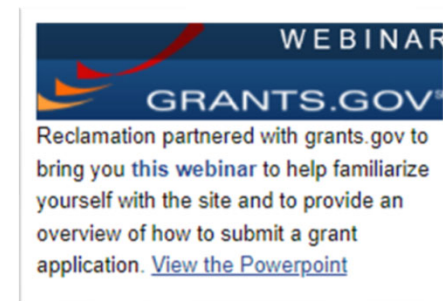 WEBINAR
GRANTS.GOV
Reclamation partnered with grants.gov to
bring you this webinar to help familiarize
yourself with the site and to provide an
overview of how to submit a grant
application. View the Powerpoint